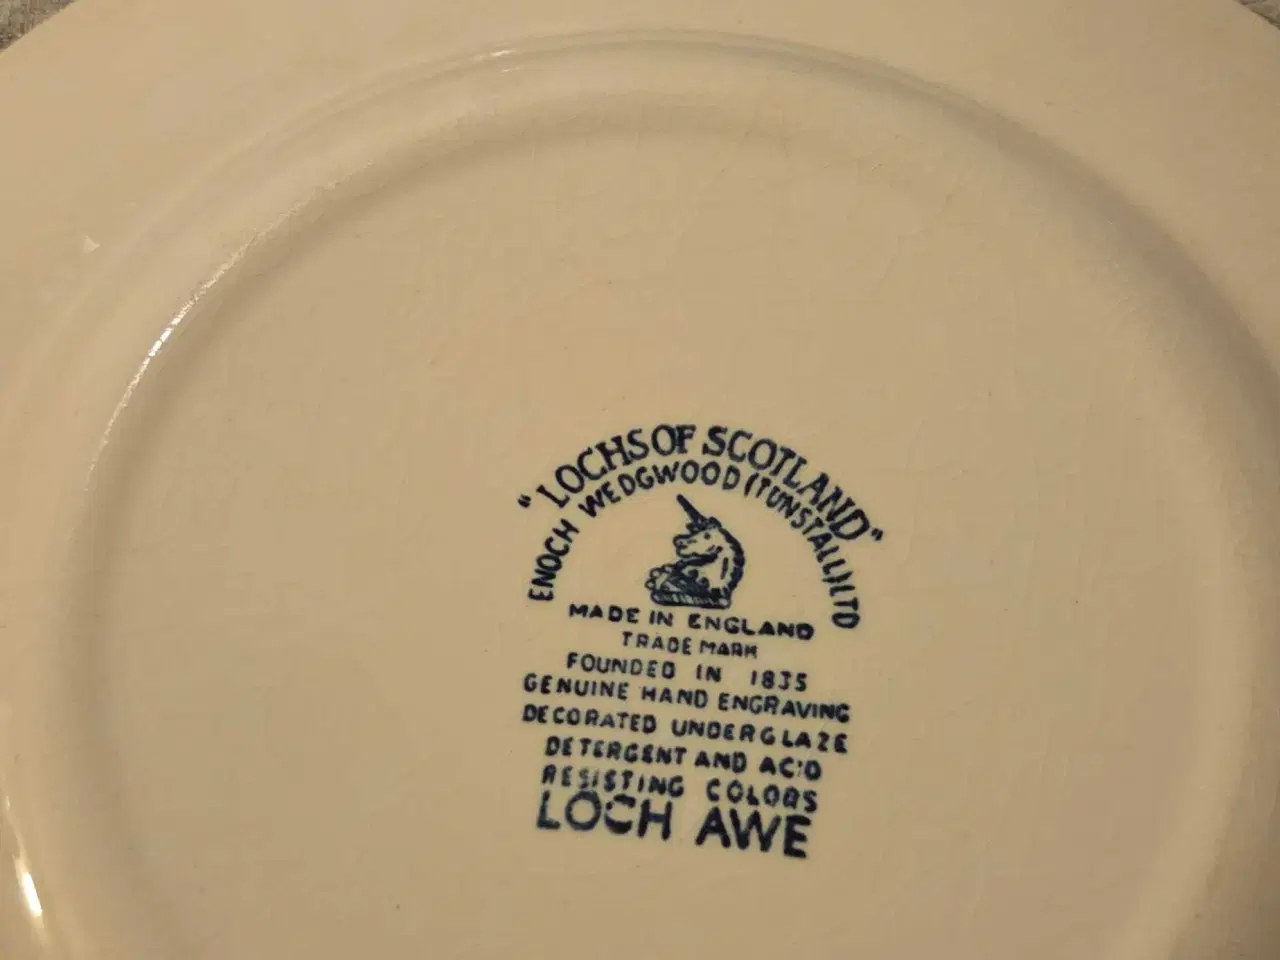 "LOCHS OF SCOTLAND"
ENOCH WEDGWOOD (TUNSTALL) LTD
MADE IN ENGLAND
TRADE MARK
FOUNDED IN 1835
GENUINE HAND ENGRAVING
DECORATED UNDERGLAZE
DETERGENT AND ACID
RESISTING COLORS
LOCH AWE